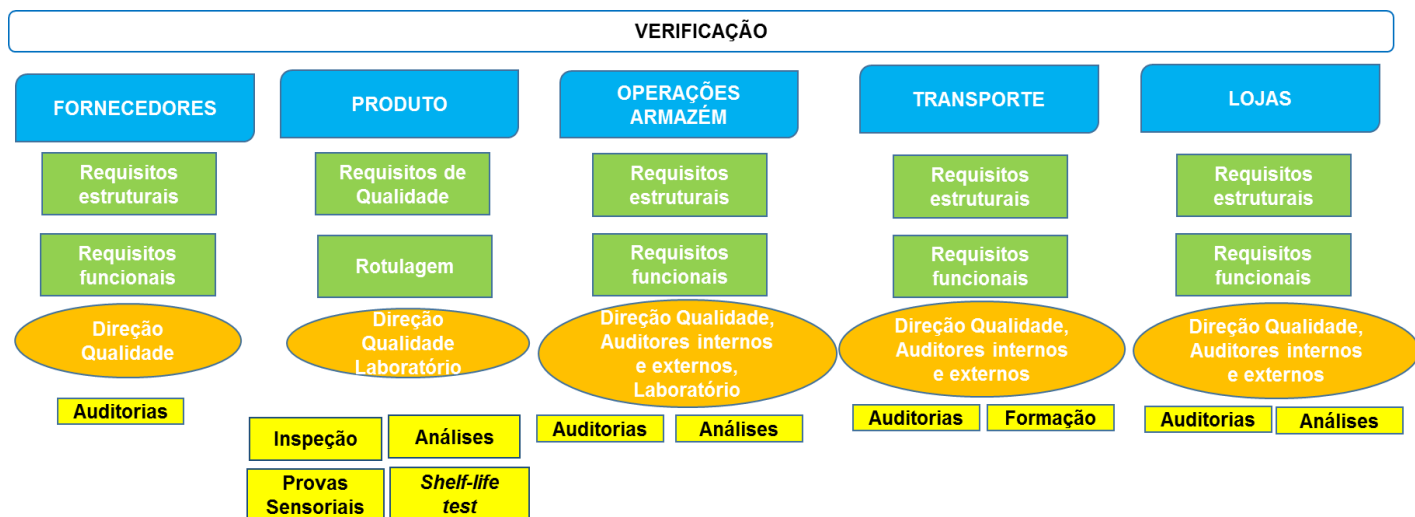 VERIFICAÇÃO
FORNECEDORES
PRODUTO
OPERAÇÕES
ARMAZÉM
TRANSPORTE
LOJAS
Requisitos
estruturais
Requisitos de
Qualidade
Requisitos
estruturais
Requisitos
estruturais
Requisitos
estruturais
Requisitos
funcionais
Rotulagem
Requisitos
funcionais
Requisitos
funcionais
Requisitos
funcionais
Direção
Qualidade
Direção
Qualidade
Laboratório
Direção Qualidade,
Auditores internos
e externos,
Laboratório
Direção Qualidade,
Auditores internos
e externos
Direção Qualidade,
Auditores internos
e externos
Auditorias
Inspeção
Análises
Provas
Sensoriais
Shelf-life
test
Auditorias
Análises
Auditorias
Formação
Auditorias
Análises